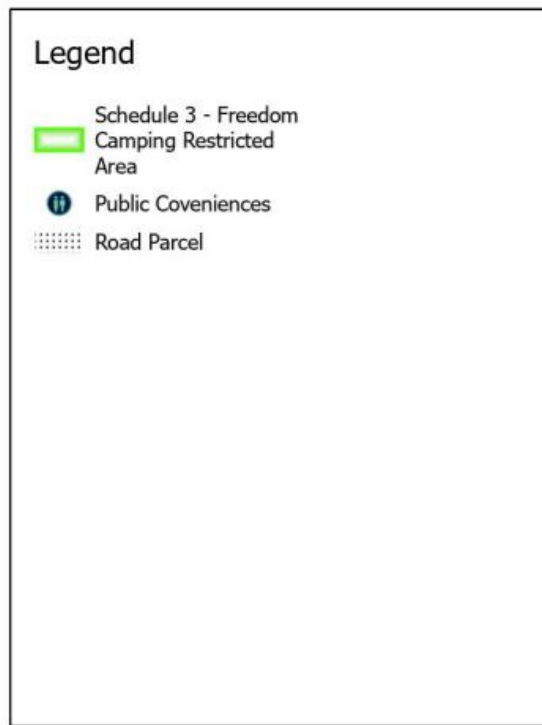 Legend
Schedule 3 - Freedom
Camping Restricted
Area
Public Coveniences
Road Parcel